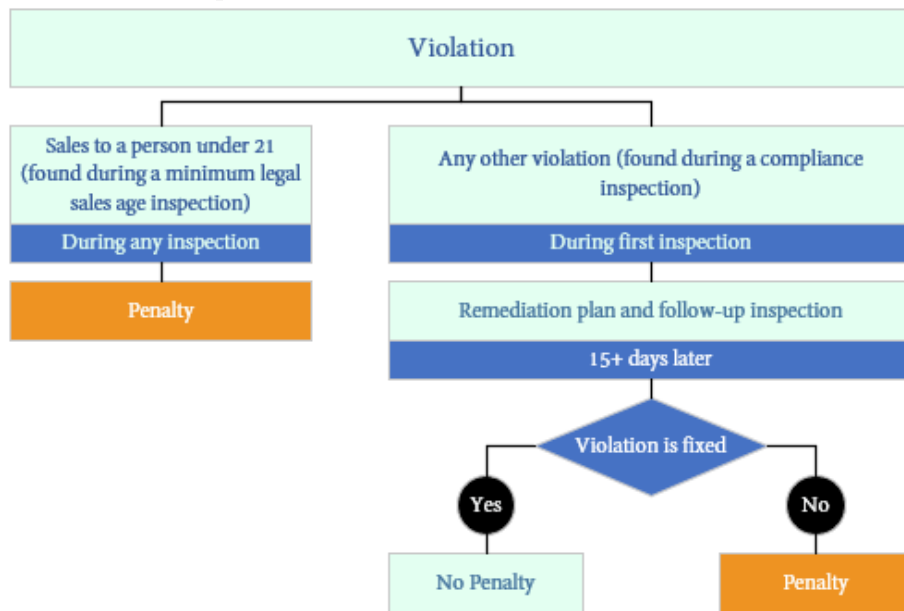 Violation
Sales to a person under 21
(found during a minimum legal
sales age inspection)
During any inspection
Penalty
Any other violation (found during a compliance
inspection)
During first inspection
Remediation plan and follow-up inspection
15+ days later
Violation is fixed
Yes
No
No Penalty
Penalty